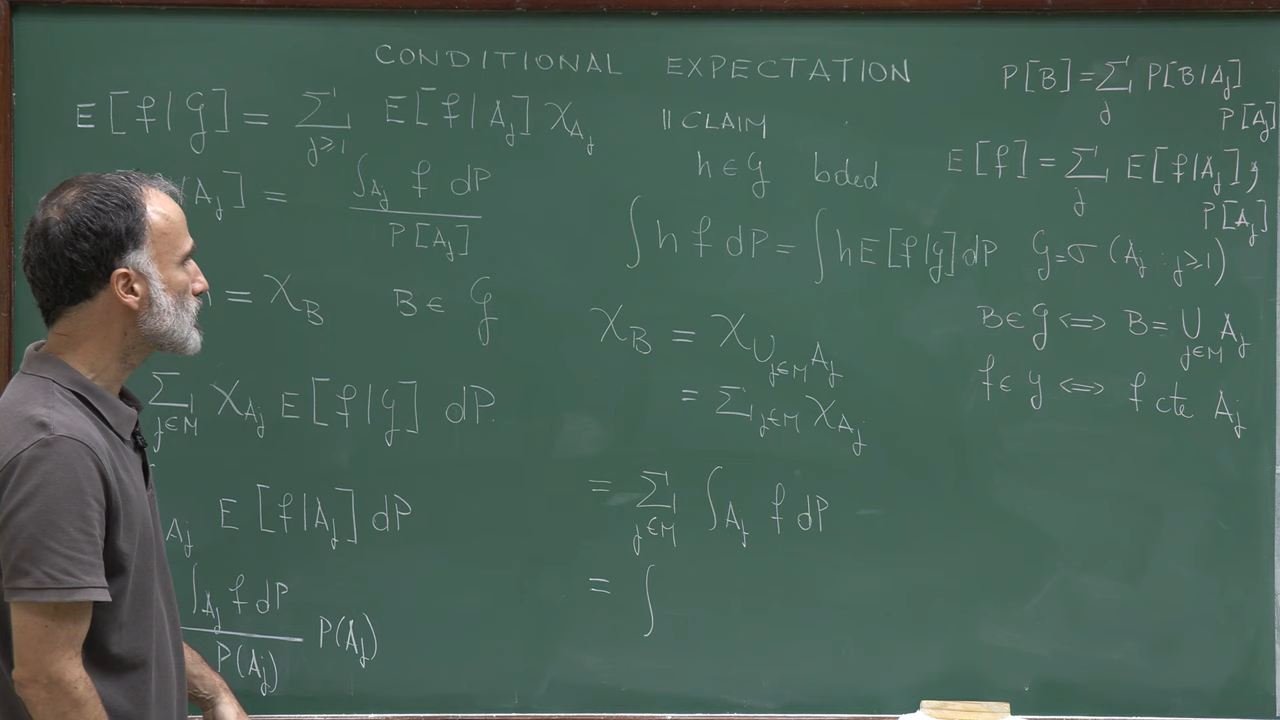 CONDITIONAL EXPECTATION
E[f|G] = Σ_{j≥1} E[f|A_j] χ_{A_j}
A_j] = ∫_{A_j} f dP / P[A_j]
= χ_B B ∈ G
Σ_{j∈M} χ_{A_j} E[f|G] dP.
A_j E[f|A_j] dP
∫_{A_j} f dP / P(A_j) P(A_j)
|| CLAIM
h ∈ G bded
∫ h f dP = ∫ h E[f|G] dP
χ_B = χ_{∪_{j∈M} A_j}
= Σ_{j∈M} χ_{A_j}
= Σ_{j∈M} ∫_{A_j} f dP
= ∫
P[B] = Σ_j P[B|A_j]
P[A_j]
E[f] = Σ_j E[f|A_j]
P[A_j]
G = σ(A_j : j≥1)
B ∈ G ⟺ B = ∪_{j∈M} A_j
f ∈ G ⟺ f cte A_j